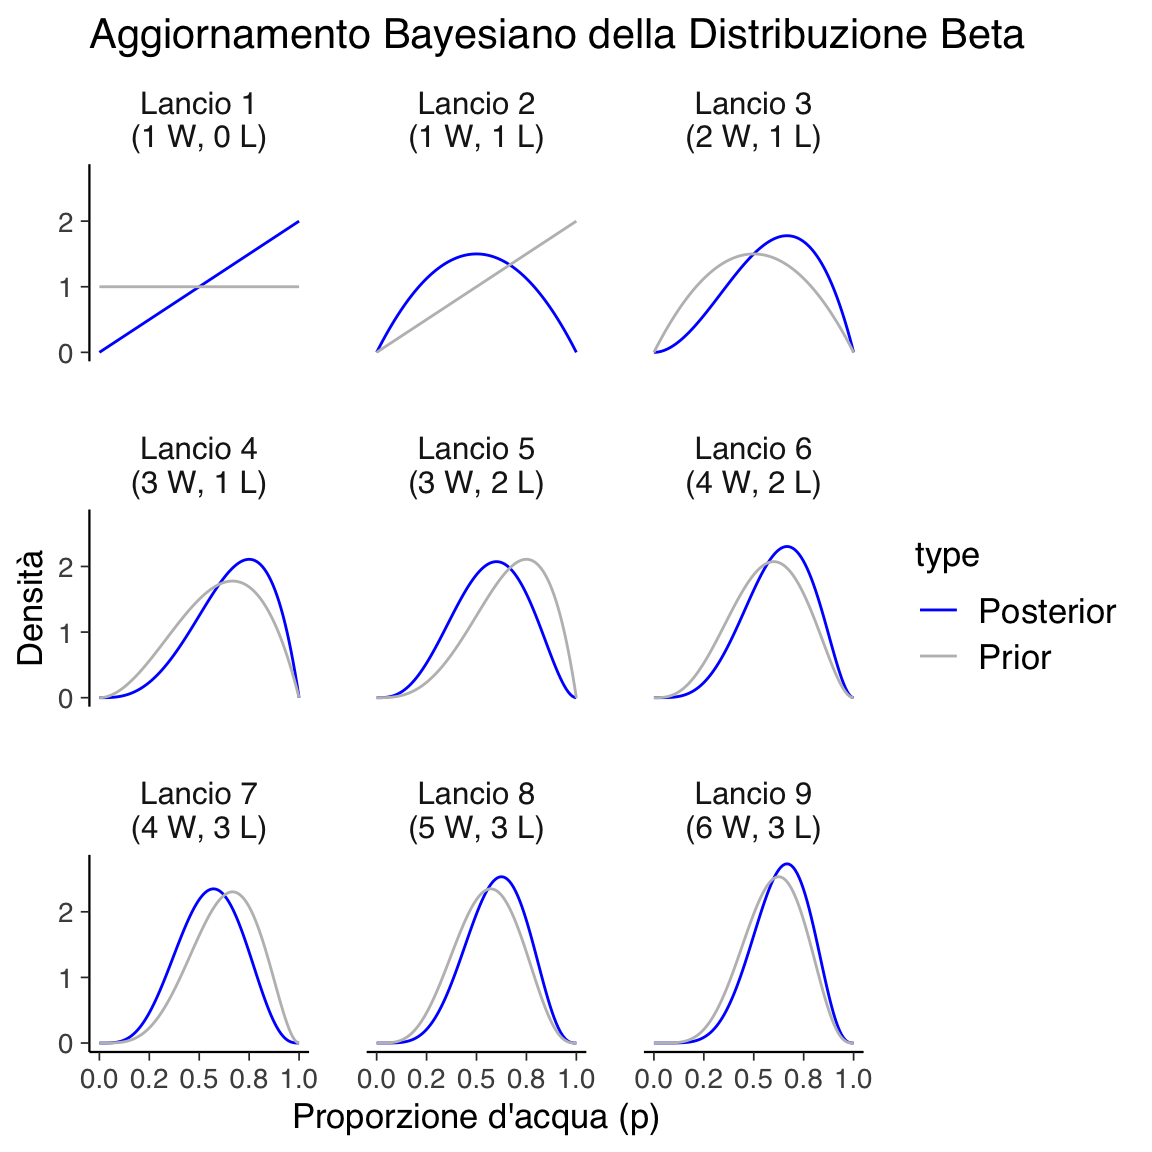 Aggiornamento Bayesiano della Distribuzione Beta
Lancio 1
(1 W, 0 L)
Lancio 2
(1 W, 1 L)
Lancio 3
(2 W, 1 L)
2
1
0
Lancio 4
(3 W, 1 L)
Lancio 5
(3 W, 2 L)
Lancio 6
(4 W, 2 L)
Densità
2
1
0
type
Posterior
Prior
Lancio 7
(4 W, 3 L)
Lancio 8
(5 W, 3 L)
Lancio 9
(6 W, 3 L)
2
1
0
0.0 0.2 0.5 0.8 1.0
0.0 0.2 0.5 0.8 1.0
0.0 0.2 0.5 0.8 1.0
Proporzione d'acqua (p)